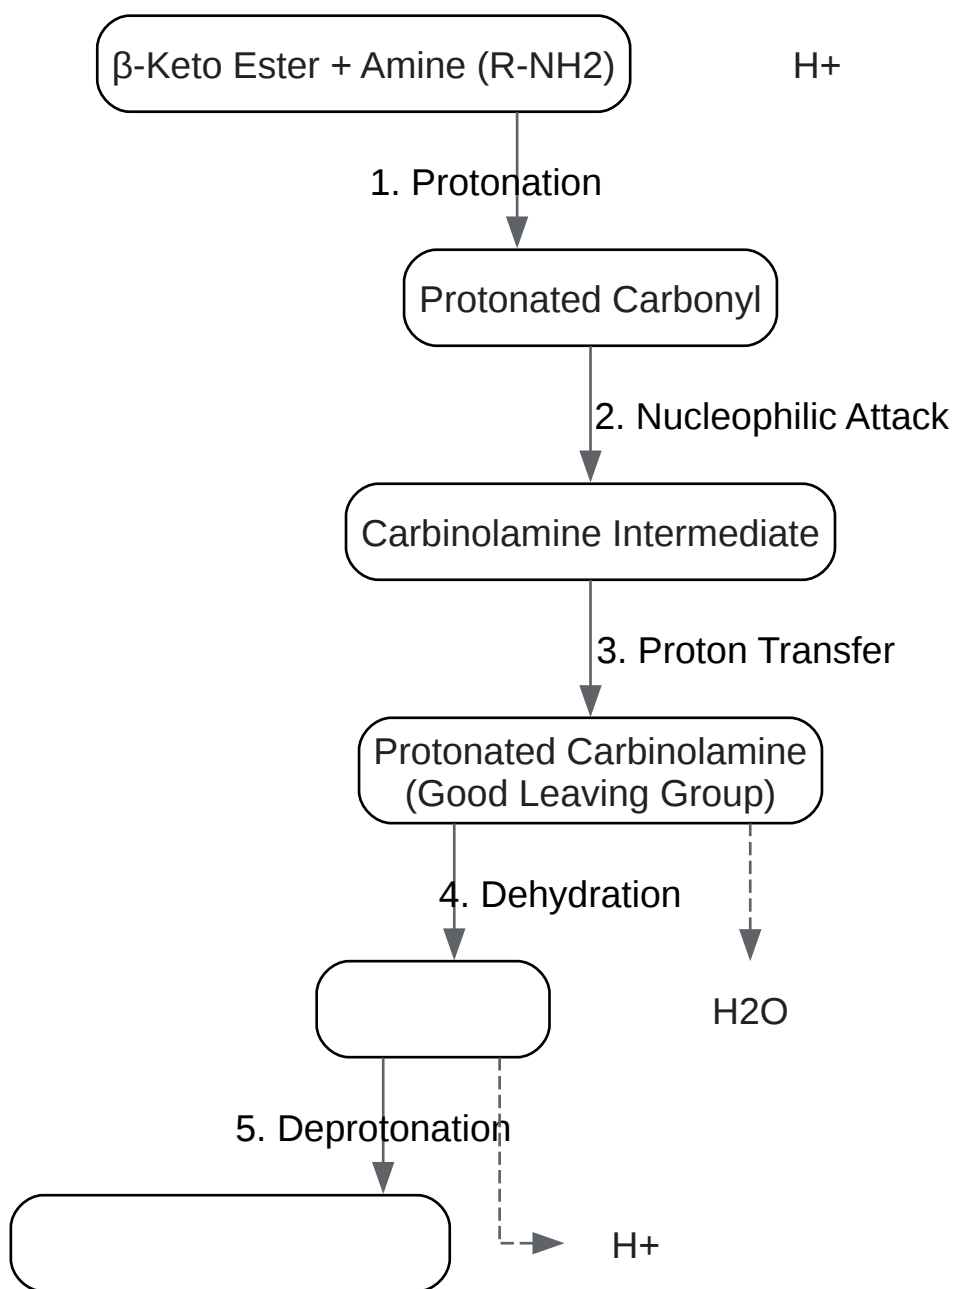 β-Keto Ester + Amine (R-NH2)
H+
1. Protonation
Protonated Carbonyl
2. Nucleophilic Attack
Carbinolamine Intermediate
3. Proton Transfer
Protonated Carbinolamine
(Good Leaving Group)
4. Dehydration
H2O
5. Deprotonation
H+